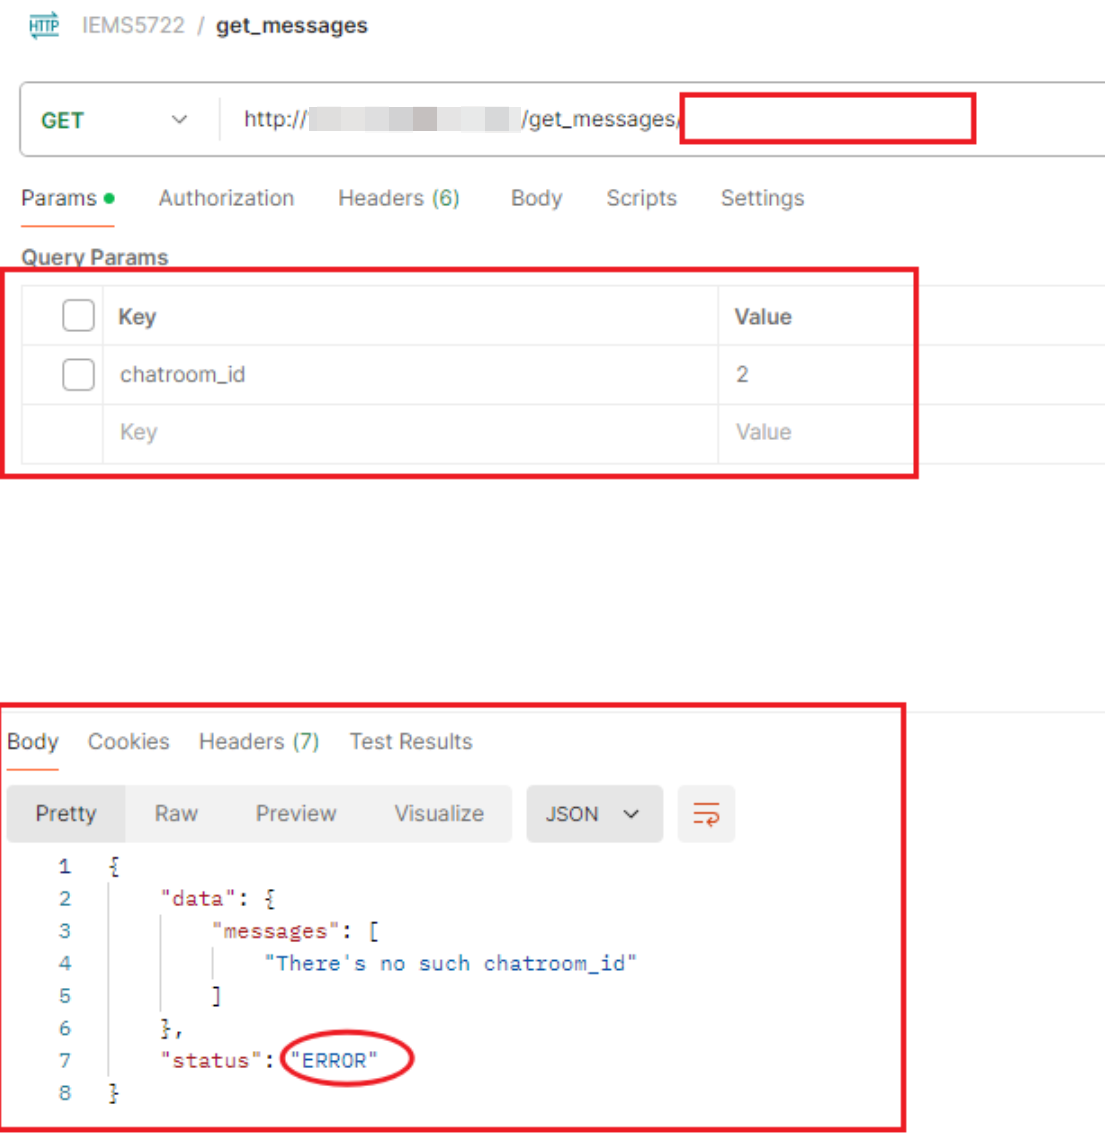 HTTP IEMS5722 / get_messages
GET http:// /get_messages/
Params Authorization Headers (6) Body Scripts Settings
Query Params
Key Value
chatroom_id 2
Key Value
Body Cookies Headers (7) Test Results
Pretty Raw Preview Visualize JSON
1 {
2 "data": {
3 "messages": [
4 "There's no such chatroom_id"
5 ]
6 },
7 "status": "ERROR"
8 }